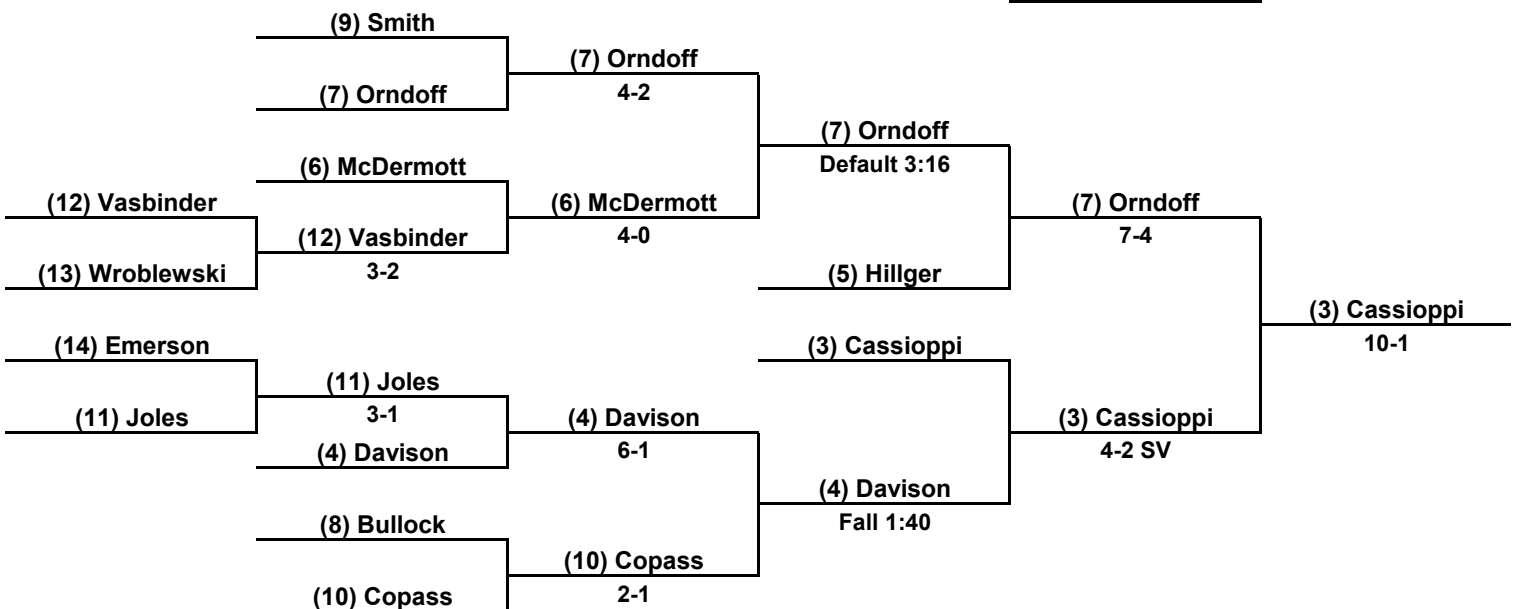 (9) Smith
(7) Orndoff
4-2
(7) Orndoff
(7) Orndoff
Default 3:16
(6) McDermott
(12) Vasbinder
(6) McDermott
4-0
(7) Orndoff
7-4
(12) Vasbinder
3-2
(13) Wroblewski
(5) Hillger
(3) Cassioppi
10-1
(14) Emerson
(3) Cassioppi
(11) Joles
3-1
(11) Joles
(4) Davison
6-1
(3) Cassioppi
4-2 SV
(4) Davison
(4) Davison
Fall 1:40
(8) Bullock
(10) Copass
2-1
(10) Copass